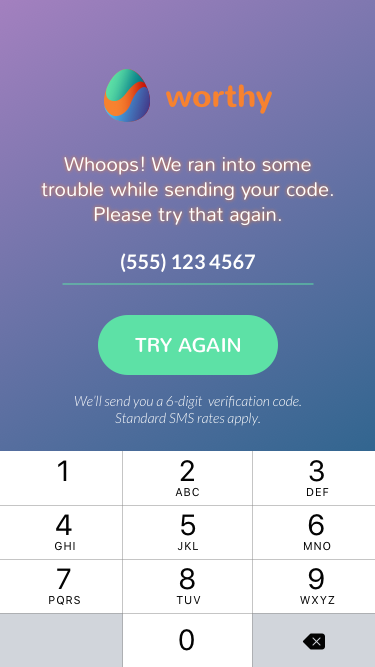 worthy
Whoops! We ran into some
trouble while sending your code.
Please try that again.
(555) 123 4567
TRY AGAIN
We'll send you a 6-digit verification code.
Standard SMS rates apply.
1 2 3
ABC DEF
4 5 6
GHI JKL MNO
7 8 9
PQRS TUV WXYZ
0